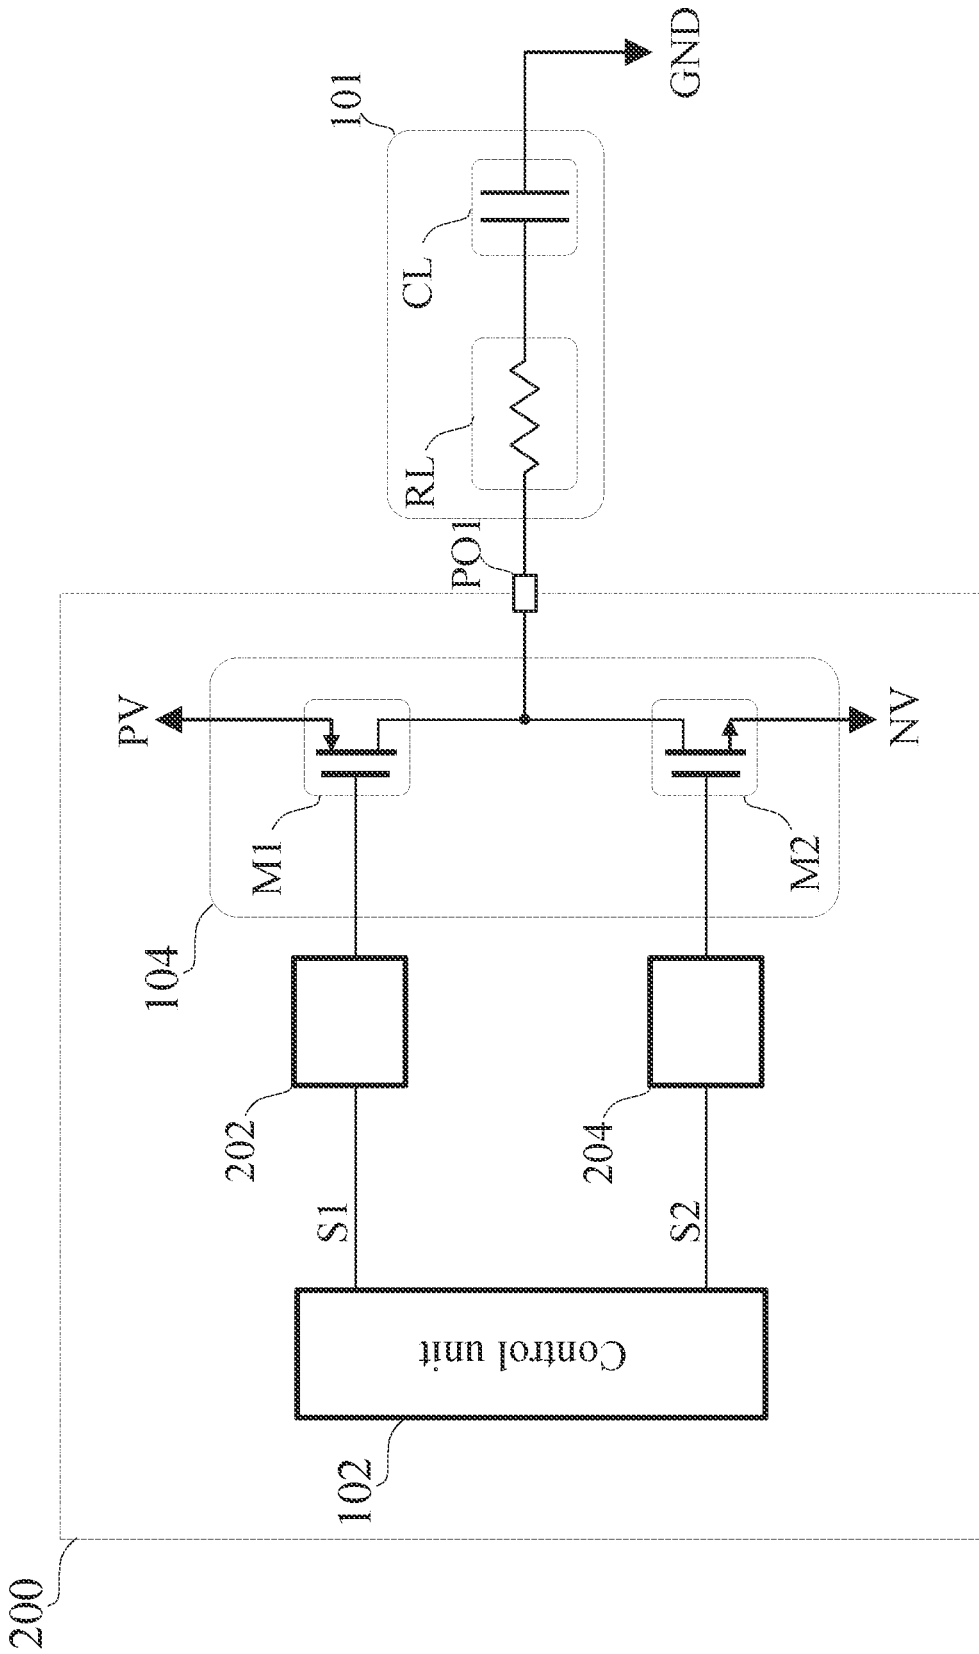 200
102
Control unit
S1
S2
202
204
104
M1
M2
PV
NV
PO1
RL
CL
101
GND